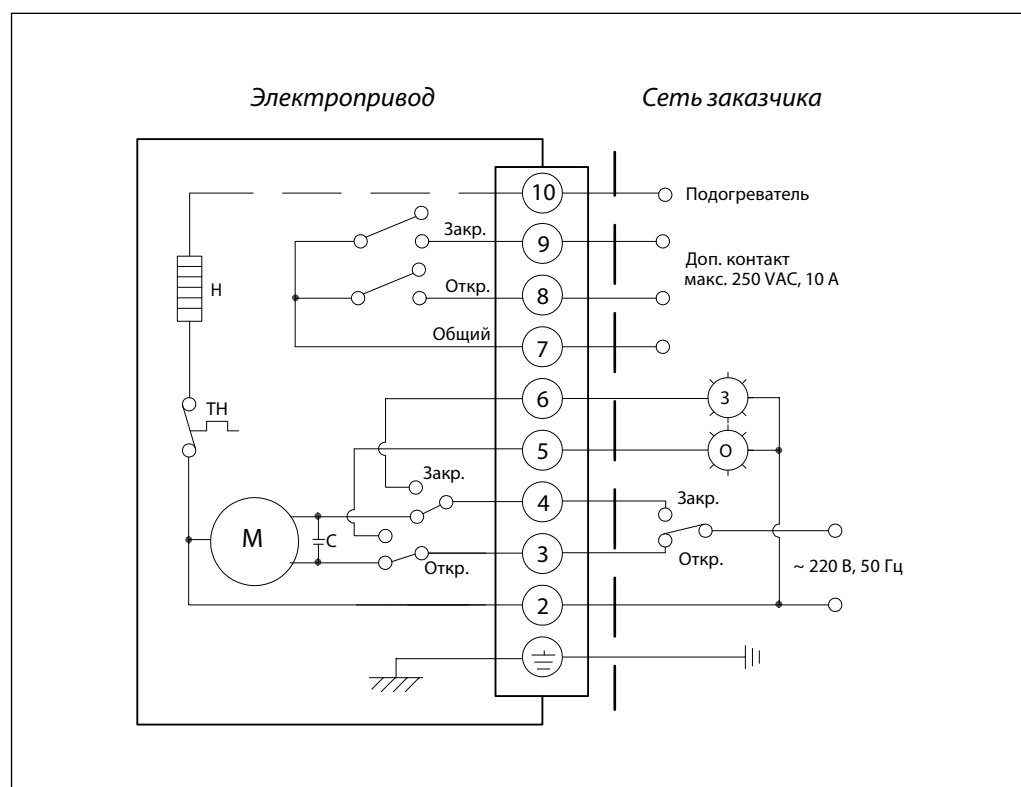 Электропривод
Сеть заказчика
10
Подогреватель
Закр.
9
Доп. контакт
макс. 250 VAC, 10 А
H
Откр.
8
Общий
7
6
З
TH
5
О
Закр.
4
Закр.
M
C
3
Откр.
Откр.
~ 220 В, 50 Гц
2